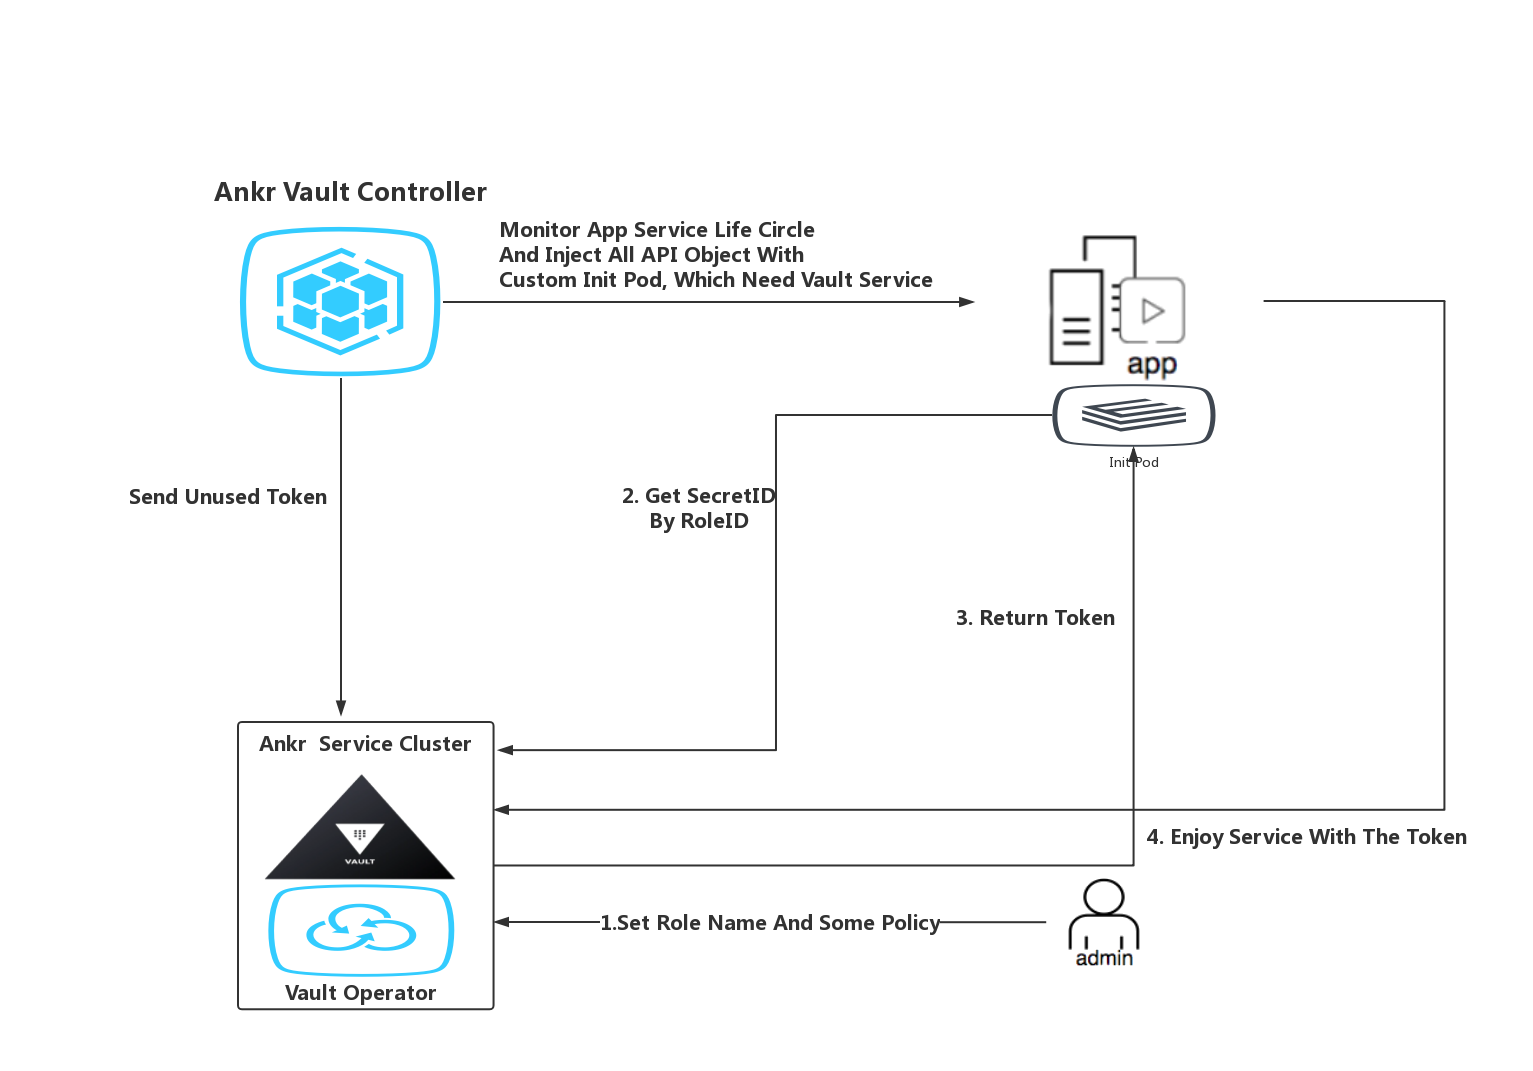 Ankr Vault Controller
Monitor App Service Life Circle
And Inject All API Object With
Custom Init Pod, Which Need Vault Service
app
Init Pod
Send Unused Token
2. Get SecretID
By RoleID
3. Return Token
Ankr  Service Cluster
VAULT
4. Enjoy Service With The Token
1.Set Role Name And Some Policy
admin
Vault Operator